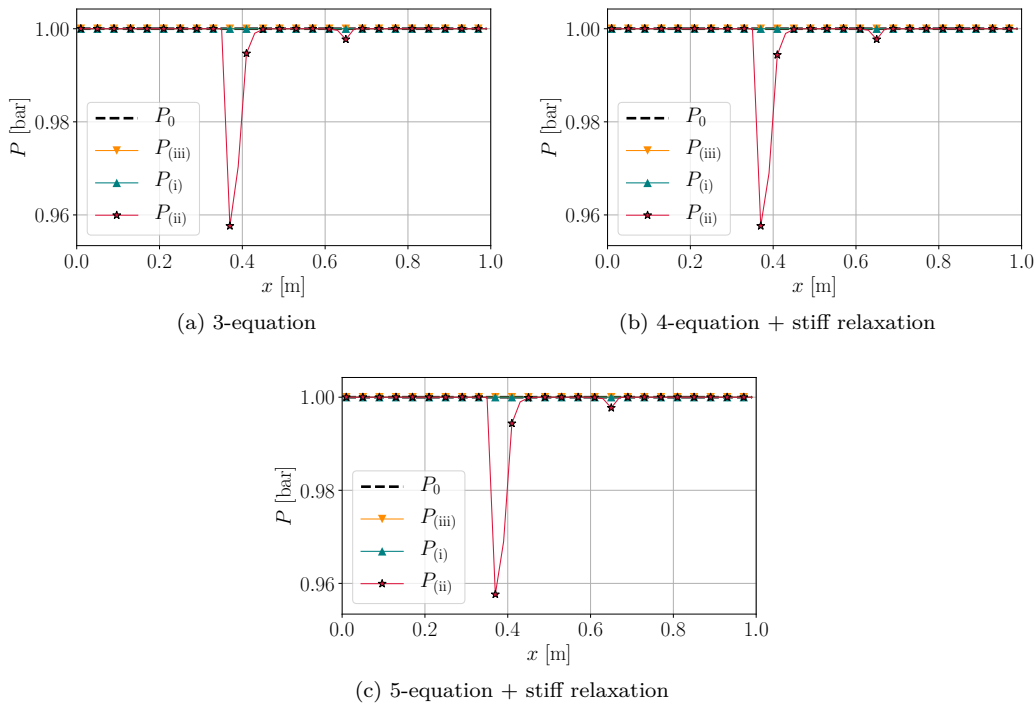 1.00
0.98
0.96
P [bar]
P₀
P₍ᵢᵢᵢ₎
P₍ᵢ₎
P₍ᵢᵢ₎
0.0 0.2 0.4 0.6 0.8 1.0
x [m]
(a) 3-equation
1.00
0.98
0.96
P [bar]
P₀
P₍ᵢᵢᵢ₎
P₍ᵢ₎
P₍ᵢᵢ₎
0.0 0.2 0.4 0.6 0.8 1.0
x [m]
(b) 4-equation + stiff relaxation
1.00
0.98
0.96
P [bar]
P₀
P₍ᵢᵢᵢ₎
P₍ᵢ₎
P₍ᵢᵢ₎
0.0 0.2 0.4 0.6 0.8 1.0
x [m]
(c) 5-equation + stiff relaxation